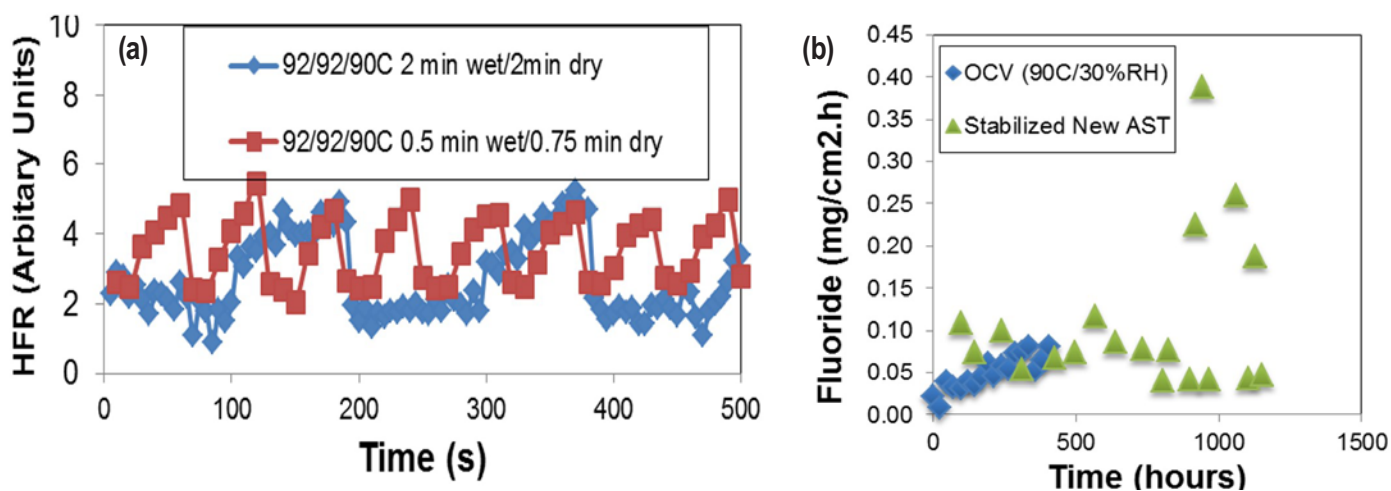 (a)
HFR (Arbitary Units)
10
8
6
4
2
0
92/92/90C 2 min wet/2min dry
92/92/90C 0.5 min wet/0.75 min dry
0 100 200 300 400 500
Time (s)
(b)
Fluoride (mg/cm2.h)
0.45
0.40
0.35
0.30
0.25
0.20
0.15
0.10
0.05
0.00
OCV (90C/30%RH)
Stabilized New AST
0 500 1000 1500
Time (hours)